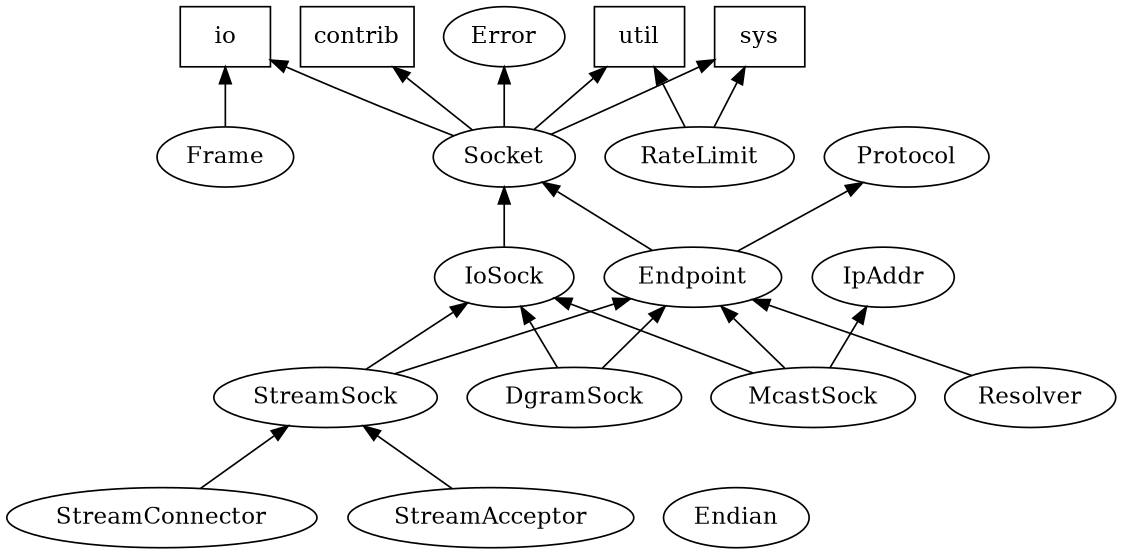 io
contrib
Error
util
sys
Frame
Socket
RateLimit
Protocol
IoSock
Endpoint
IpAddr
StreamSock
DgramSock
McastSock
Resolver
StreamConnector
StreamAcceptor
Endian